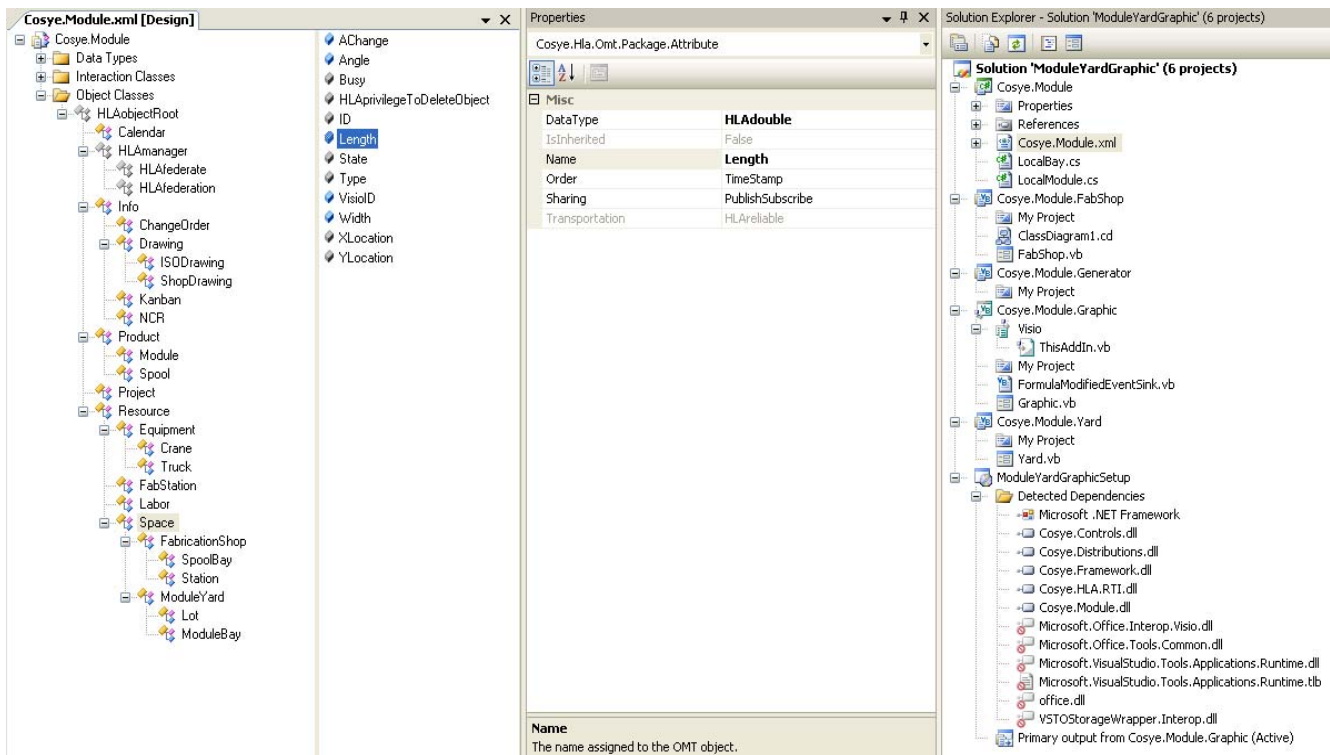 Cosye.Module.xml [Design]
Cosye.Module
Data Types
Interaction Classes
Object Classes
HLAobjectRoot
Calendar
HLAmanager
HLAfederate
HLAfederation
Info
ChangeOrder
Drawing
ISODrawing
ShopDrawing
Kanban
NCR
Product
Module
Spool
Project
Resource
Equipment
Crane
Truck
FabStation
Labor
Space
FabricationShop
SpoolBay
Station
ModuleYard
Lot
ModuleBay
AChange
Angle
Busy
HLAprivilegeToDeleteObject
ID
Length
State
Type
VisioID
Width
XLocation
YLocation
Properties
Cosye.Hla.Omt.Package.Attribute
Misc
DataType HLAdouble
IsInherited False
Name Length
Order TimeStamp
Sharing PublishSubscribe
Transportation HLAreliable
Name
The name assigned to the OMT object.
Solution Explorer - Solution 'ModuleYardGraphic' (6 projects)
Solution 'ModuleYardGraphic' (6 projects)
Cosye.Module
Properties
References
Cosye.Module.xml
LocalBay.cs
LocalModule.cs
Cosye.Module.FabShop
My Project
ClassDiagram1.cd
FabShop.vb
Cosye.Module.Generator
My Project
Cosye.Module.Graphic
Visio
ThisAddIn.vb
My Project
FormulaModifiedEventSink.vb
Graphic.vb
Cosye.Module.Yard
My Project
Yard.vb
ModuleYardGraphicSetup
Detected Dependencies
Microsoft .NET Framework
Cosye.Controls.dll
Cosye.Distributions.dll
Cosye.Framework.dll
Cosye.HLA.RTI.dll
Cosye.Module.dll
Microsoft.Office.Interop.Visio.dll
Microsoft.Office.Tools.Common.dll
Microsoft.VisualStudio.Tools.Applications.Runtime.dll
Microsoft.VisualStudio.Tools.Applications.Runtime.tlb
office.dll
VSTOStorageWrapper.Interop.dll
Primary output from Cosye.Module.Graphic (Active)